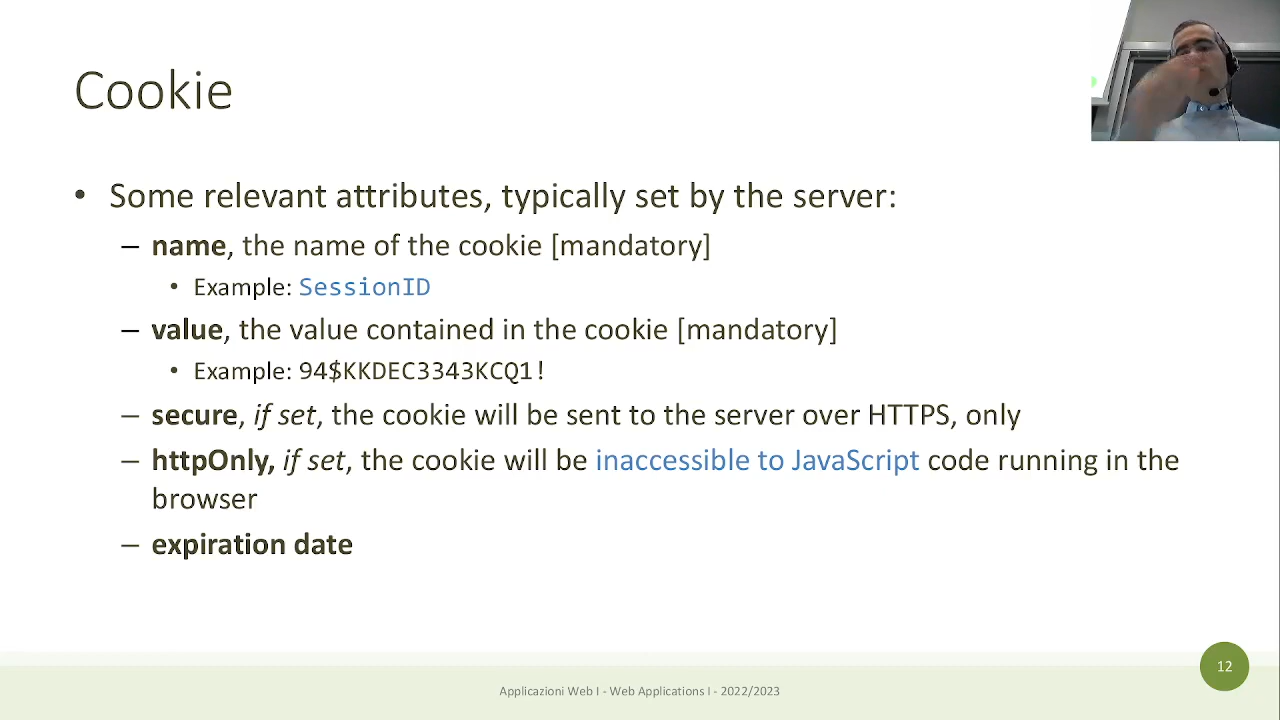 Cookie
• Some relevant attributes, typically set by the server:
– name, the name of the cookie [mandatory]
• Example: SessionID
– value, the value contained in the cookie [mandatory]
• Example: 94$KKDEC3343KCQ1!
– secure, if set, the cookie will be sent to the server over HTTPS, only
– httpOnly, if set, the cookie will be inaccessible to JavaScript code running in the
browser
– expiration date
12
Applicazioni Web I - Web Applications I - 2022/2023